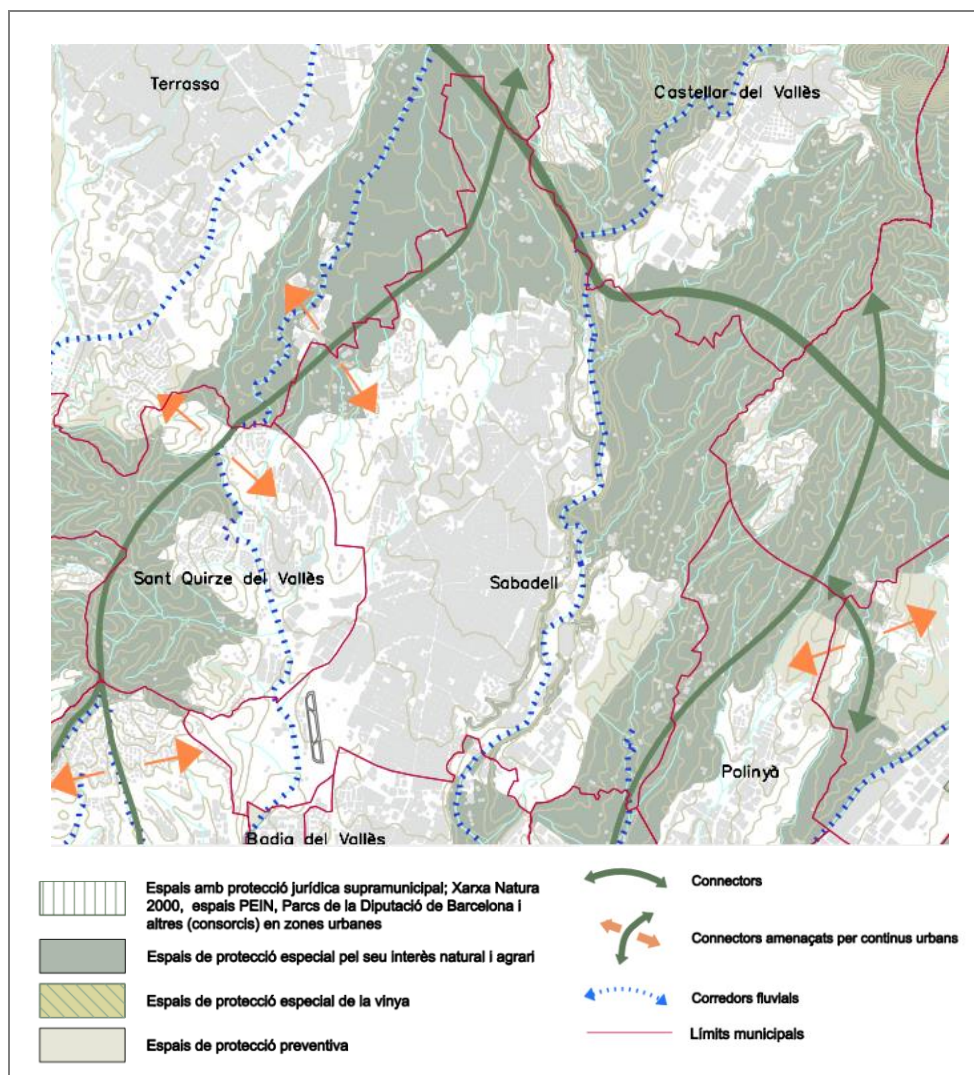 Terrassa
Castellar del Vallès
Sant Quirze del Vallès
Sabadell
Polinyà
Badia del Vallès
Espais amb protecció jurídica supramunicipal; Xarxa Natura
2000, espais PEIN, Parcs de la Diputació de Barcelona i
altres (consorcis) en zones urbanes
Espais de protecció especial pel seu interès natural i agrari
Espais de protecció especial de la vinya
Espais de protecció preventiva
Connectors
Connectors amenaçats per continus urbans
Corredors fluvials
Límits municipals